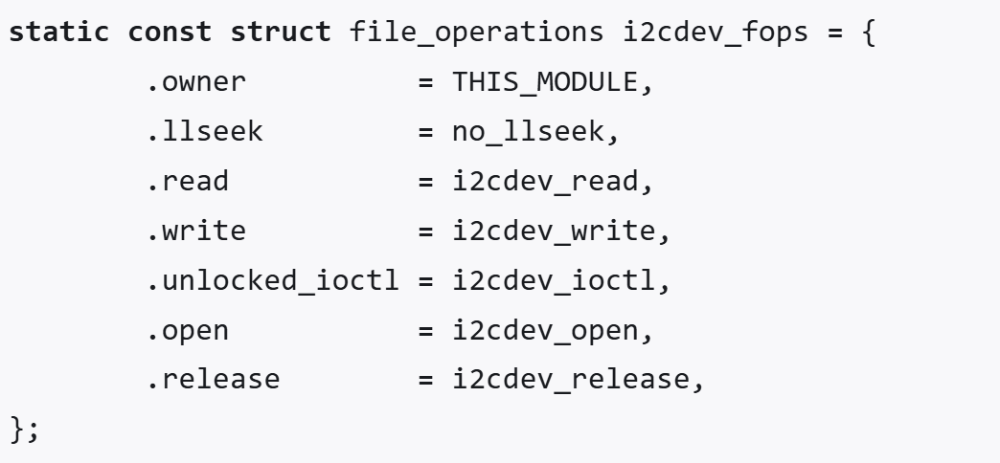 static const struct file_operations i2cdev_fops = {
        .owner          = THIS_MODULE,
        .llseek         = no_llseek,
        .read           = i2cdev_read,
        .write          = i2cdev_write,
        .unlocked_ioctl = i2cdev_ioctl,
        .open           = i2cdev_open,
        .release        = i2cdev_release,
};